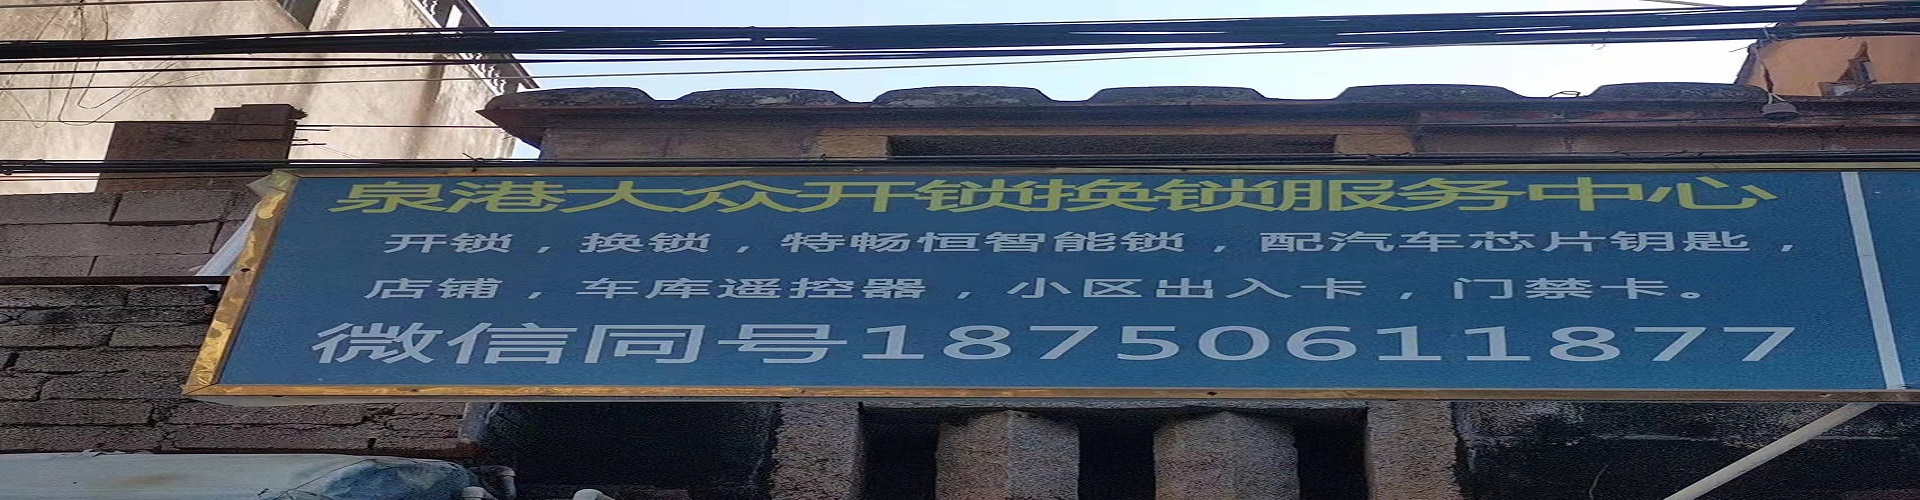 泉港大众开锁换锁服务中心
开锁，换锁，特畅恒智能锁，配汽车芯片钥匙，
店铺，车库遥控器，小区出入卡，门禁卡。
微信同号18750611877